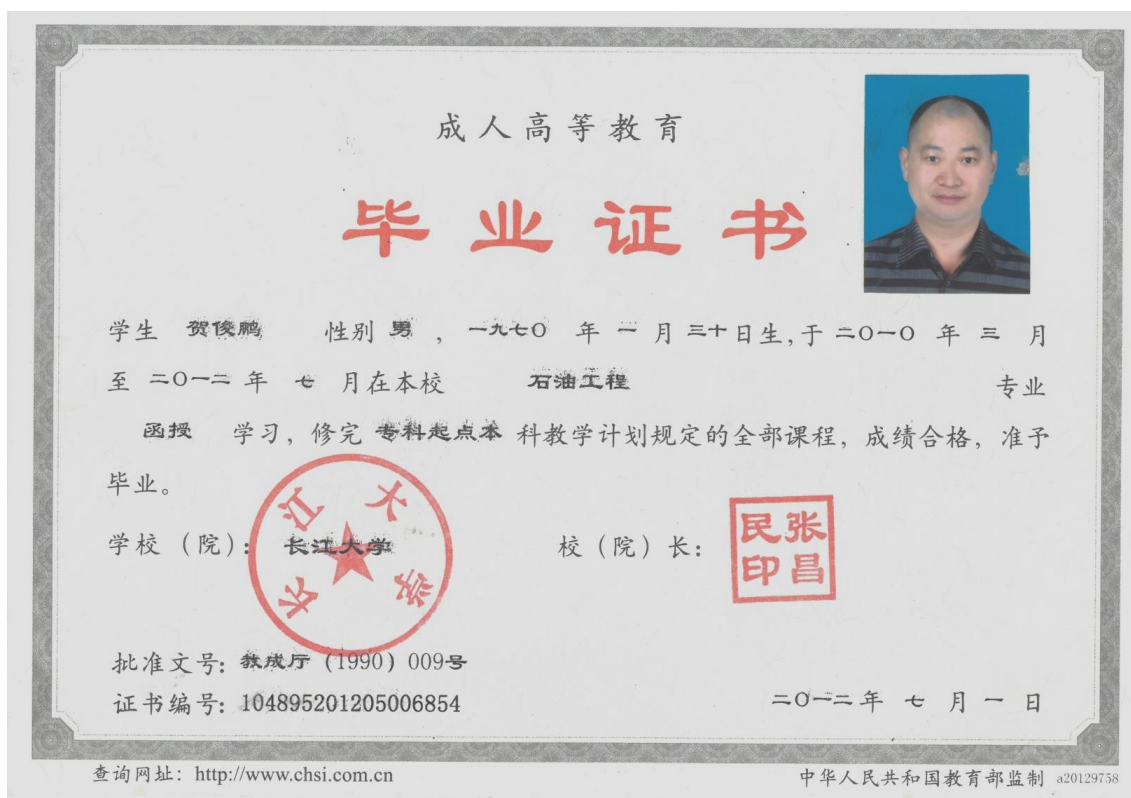 成人高等教育
毕业证书
学生 贺俊鹏 性别 男 ，一九七〇 年 一 月 三十日生，于 二〇一〇 年 三 月
至 二〇一二 年 七 月在本校 石油工程 专业
函授 学习，修完 专科起点本 科教学计划规定的全部课程，成绩合格，准予
毕业。
学校（院）：长江大学 校（院）长：
长江大学
张昌民印
批准文号：教成厅（1990）009号
证书编号：104895201205006854 二〇一二年 七 月 一 日
查询网址：http://www.chsi.com.cn 中华人民共和国教育部监制 a20129758